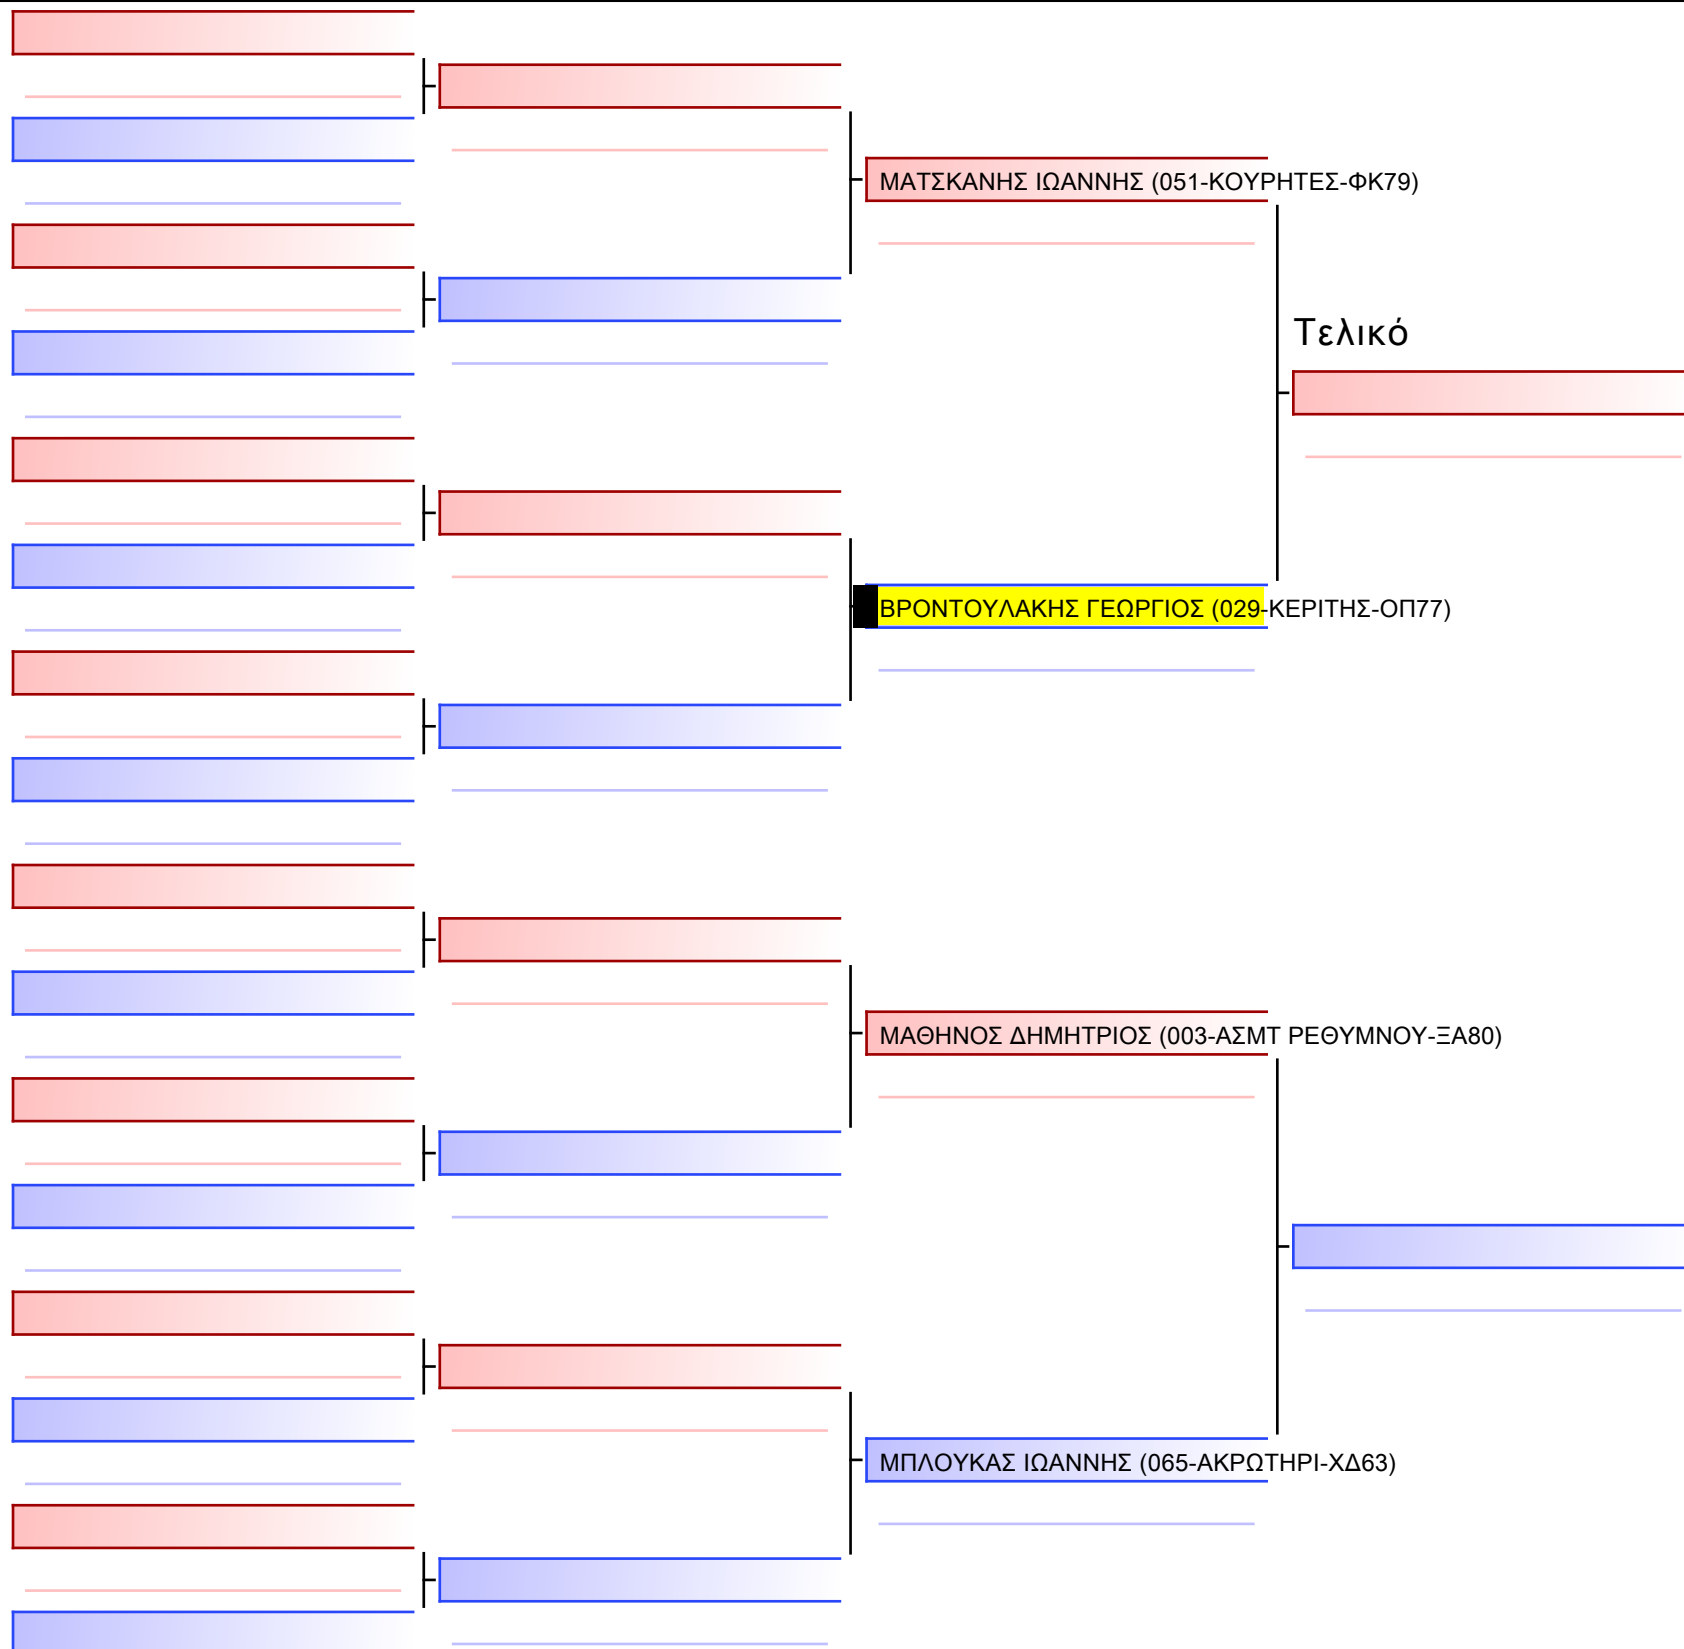 ΜΑΤΣΚΑΝΗΣ ΙΩΑΝΝΗΣ (051-ΚΟΥΡΗΤΕΣ-ΦΚ79)
Τελικό
ΒΡΟΝΤΟΥΛΑΚΗΣ ΓΕΩΡΓΙΟΣ (029-ΚΕΡΙΤΗΣ-ΟΠ77)
ΜΑΘΗΝΟΣ ΔΗΜΗΤΡΙΟΣ (003-ΑΣΜΤ ΡΕΘΥΜΝΟΥ-ΞΑ80)
ΜΠΛΟΥΚΑΣ ΙΩΑΝΝΗΣ (065-ΑΚΡΩΤΗΡΙ-ΧΔ63)